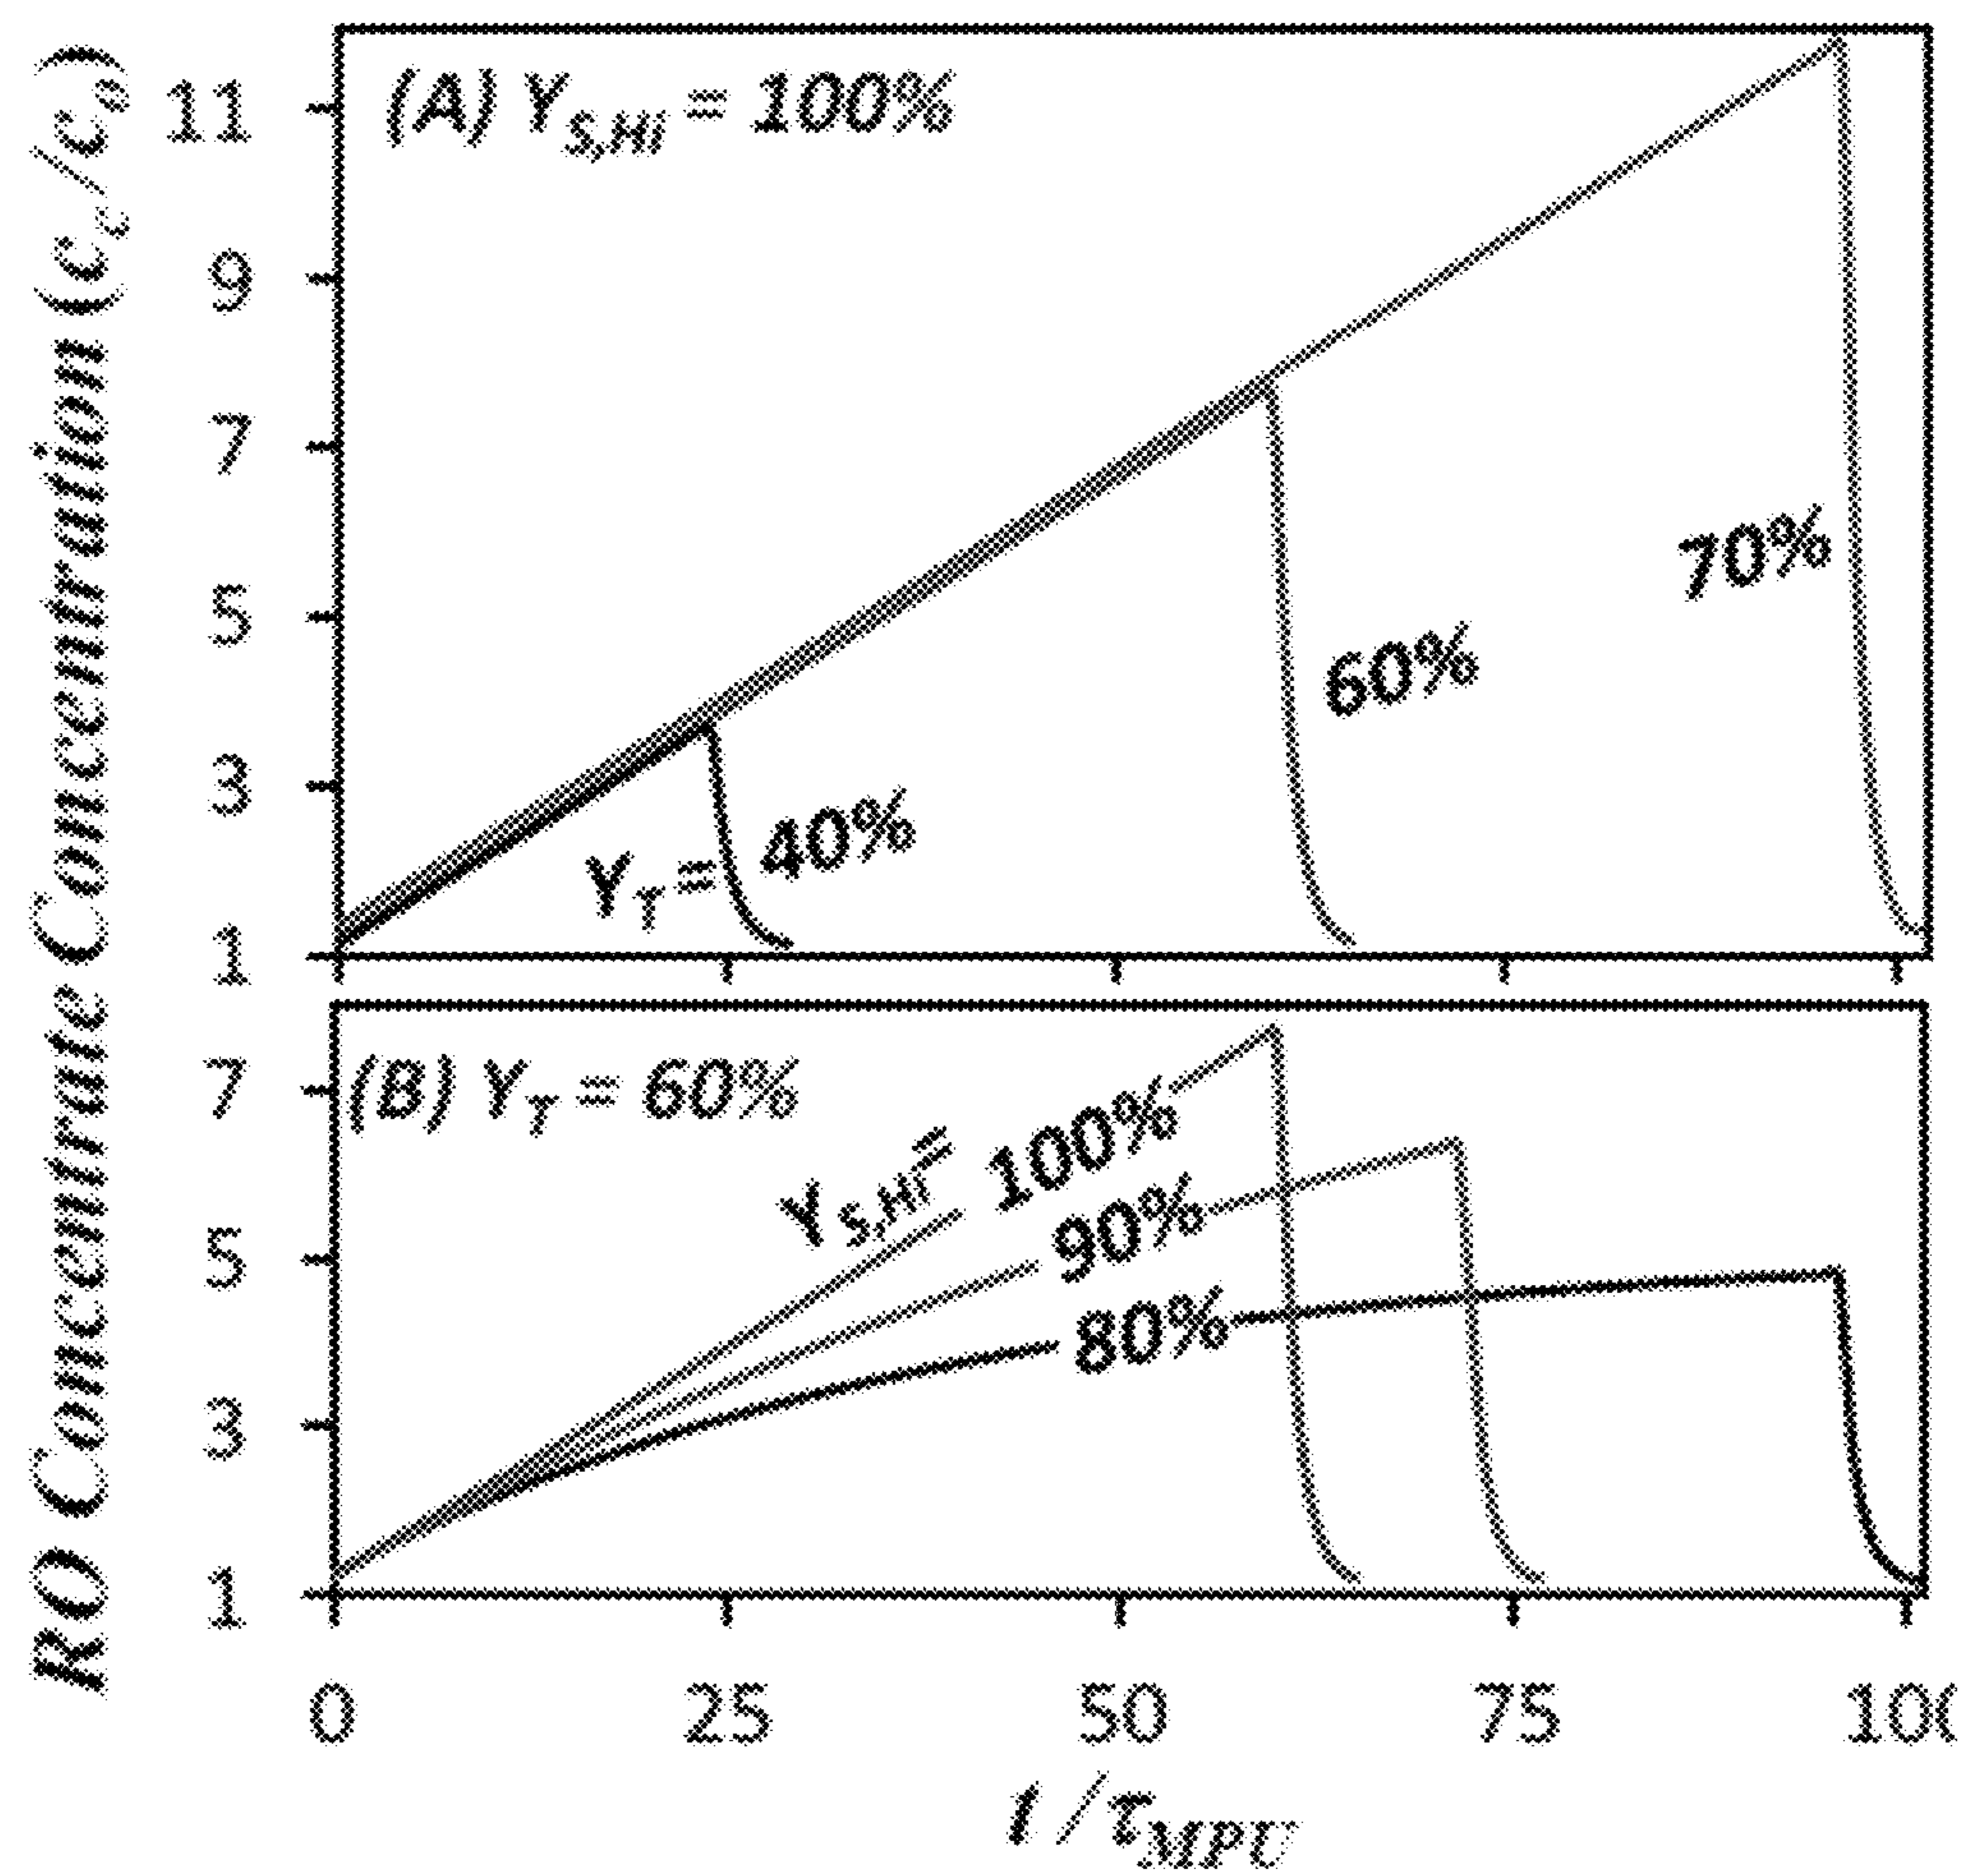 RO Concentrate Concentration (cc/c0)
(A) YS,Hi = 100%
11
9
7
5
3
1
70%
60%
YT = 40%
(B) YT = 60%
7
5
3
1
YS,Hi = 100%
90%
80%
0 25 50 75 100
t/τMPU